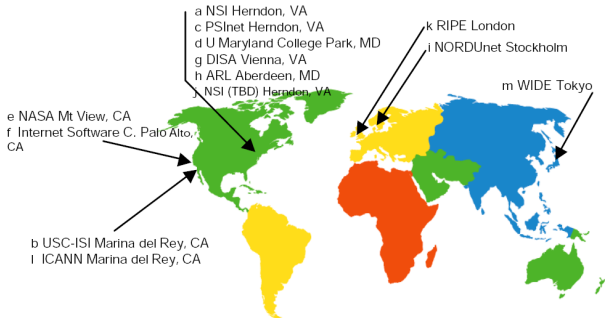 a NSI Herndon, VA
c PSInet Herndon, VA
d U Maryland College Park, MD
g DISA Vienna, VA
h ARL Aberdeen, MD
j NSI (TBD) Herndon, VA
k RIPE London
i NORDUnet Stockholm
m WIDE Tokyo
e NASA Mt View, CA
f Internet Software C. Palo Alto,
CA
b USC-ISI Marina del Rey, CA
l ICANN Marina del Rey, CA